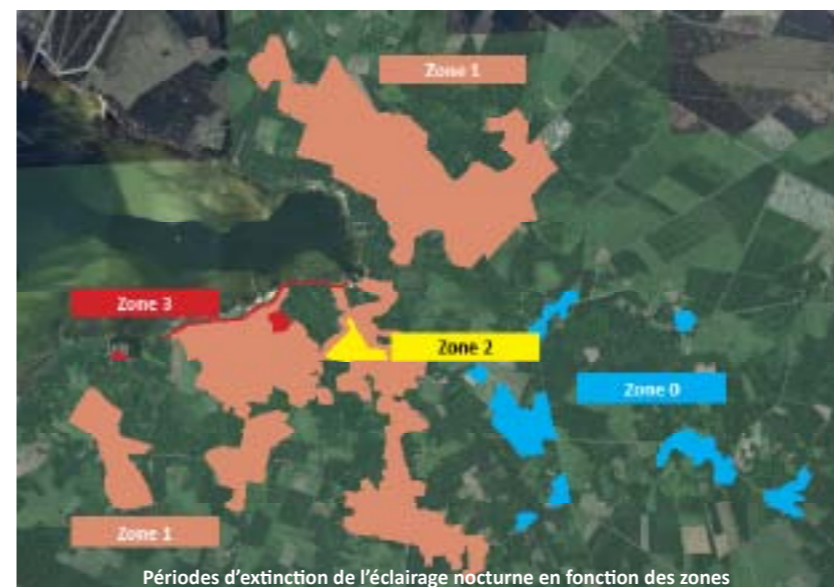 Zone 1
Zone 3
Zone 2
Zone 0
Zone 1
Périodes d'extinction de l'éclairage nocturne en fonction des zones